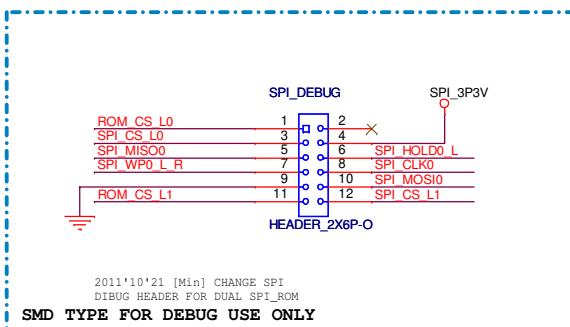 SPI_DEBUG SPI_3P3V
ROM_CS_L0 1 2
SPI_CS_L0 3 4
SPI_MISO0 5 6 SPI_HOLD0_L
SPI_WP0_L_R 7 8 SPI_CLK0
9 10 SPI_MOSI0
ROM_CS_L1 11 12 SPI_CS_L1
HEADER_2X6P-O
2011'10'21 [Min] CHANGE SPI
DIBUG HEADER FOR DUAL SPI_ROM
SMD TYPE FOR DEBUG USE ONLY